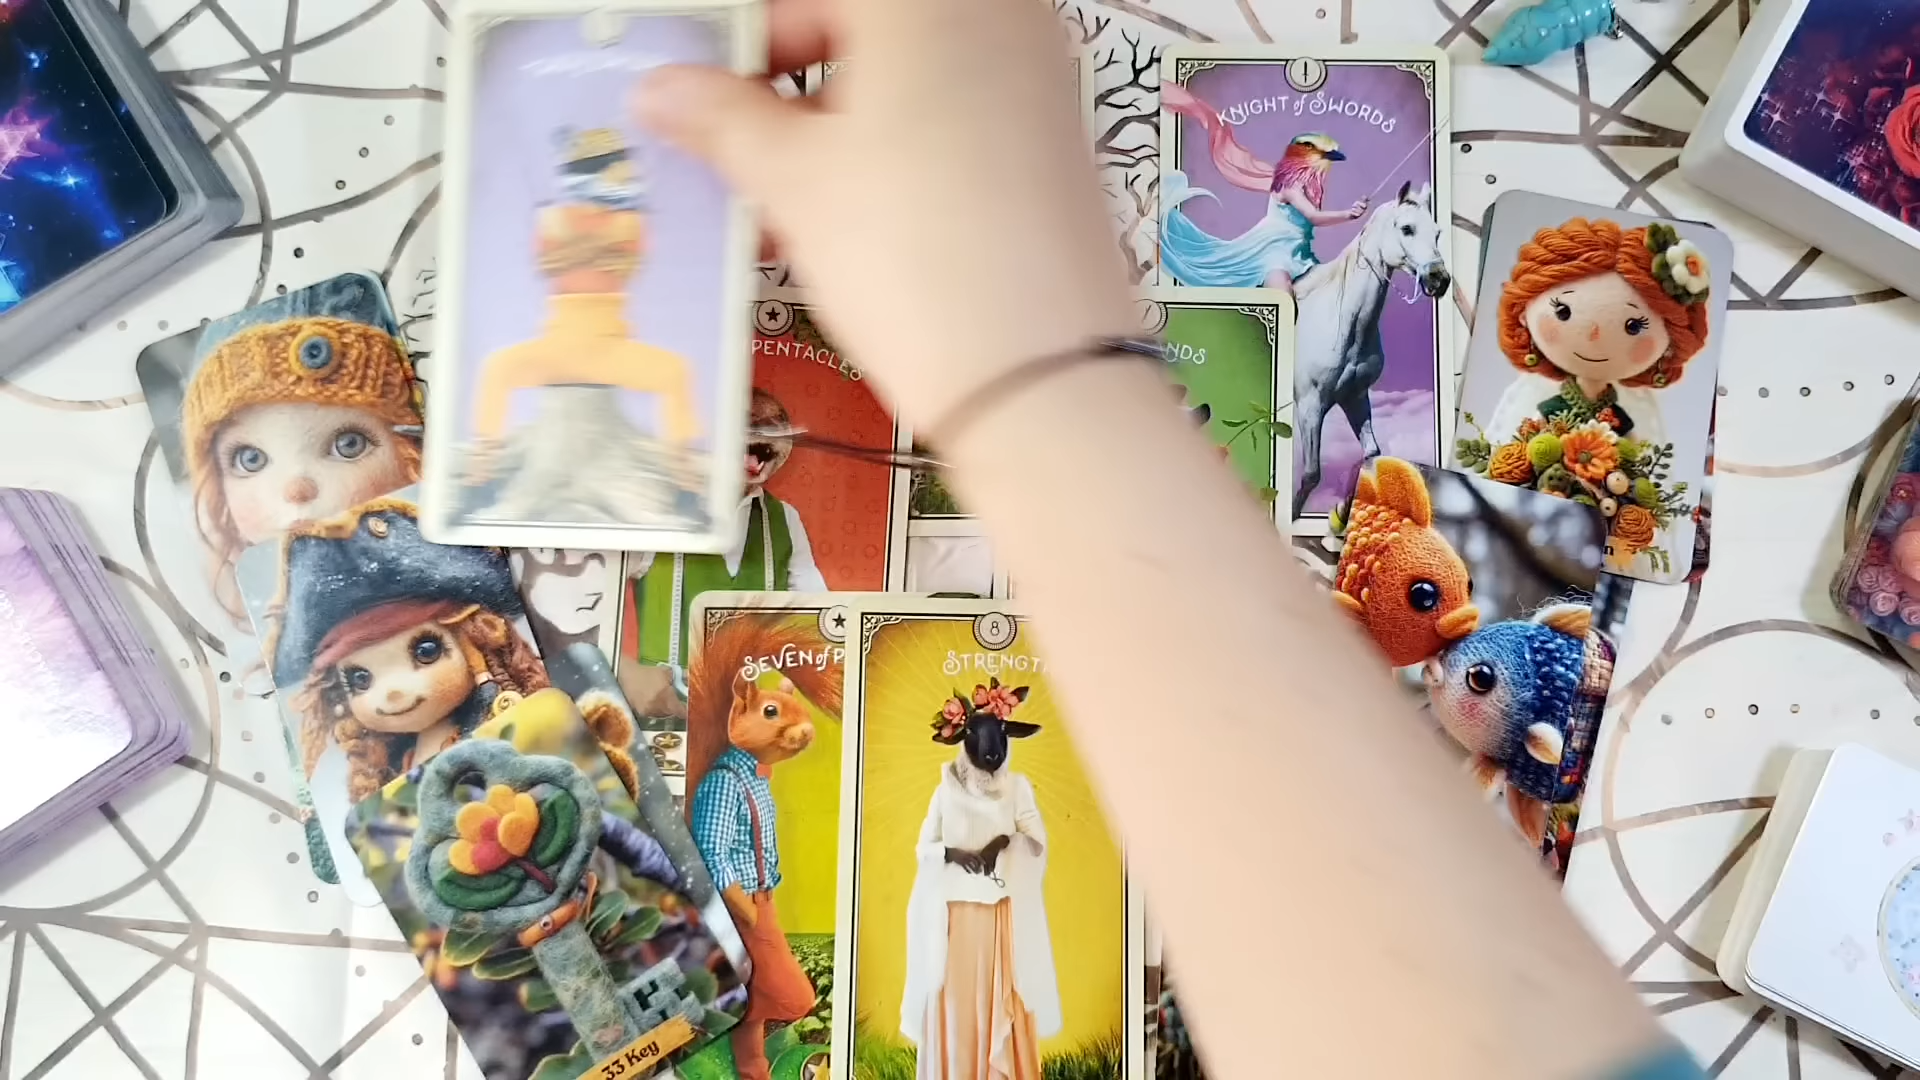 KNIGHT of SWORDS
PENTACLES
NDS
SEVEN of P
8
STRENGT
33 Key